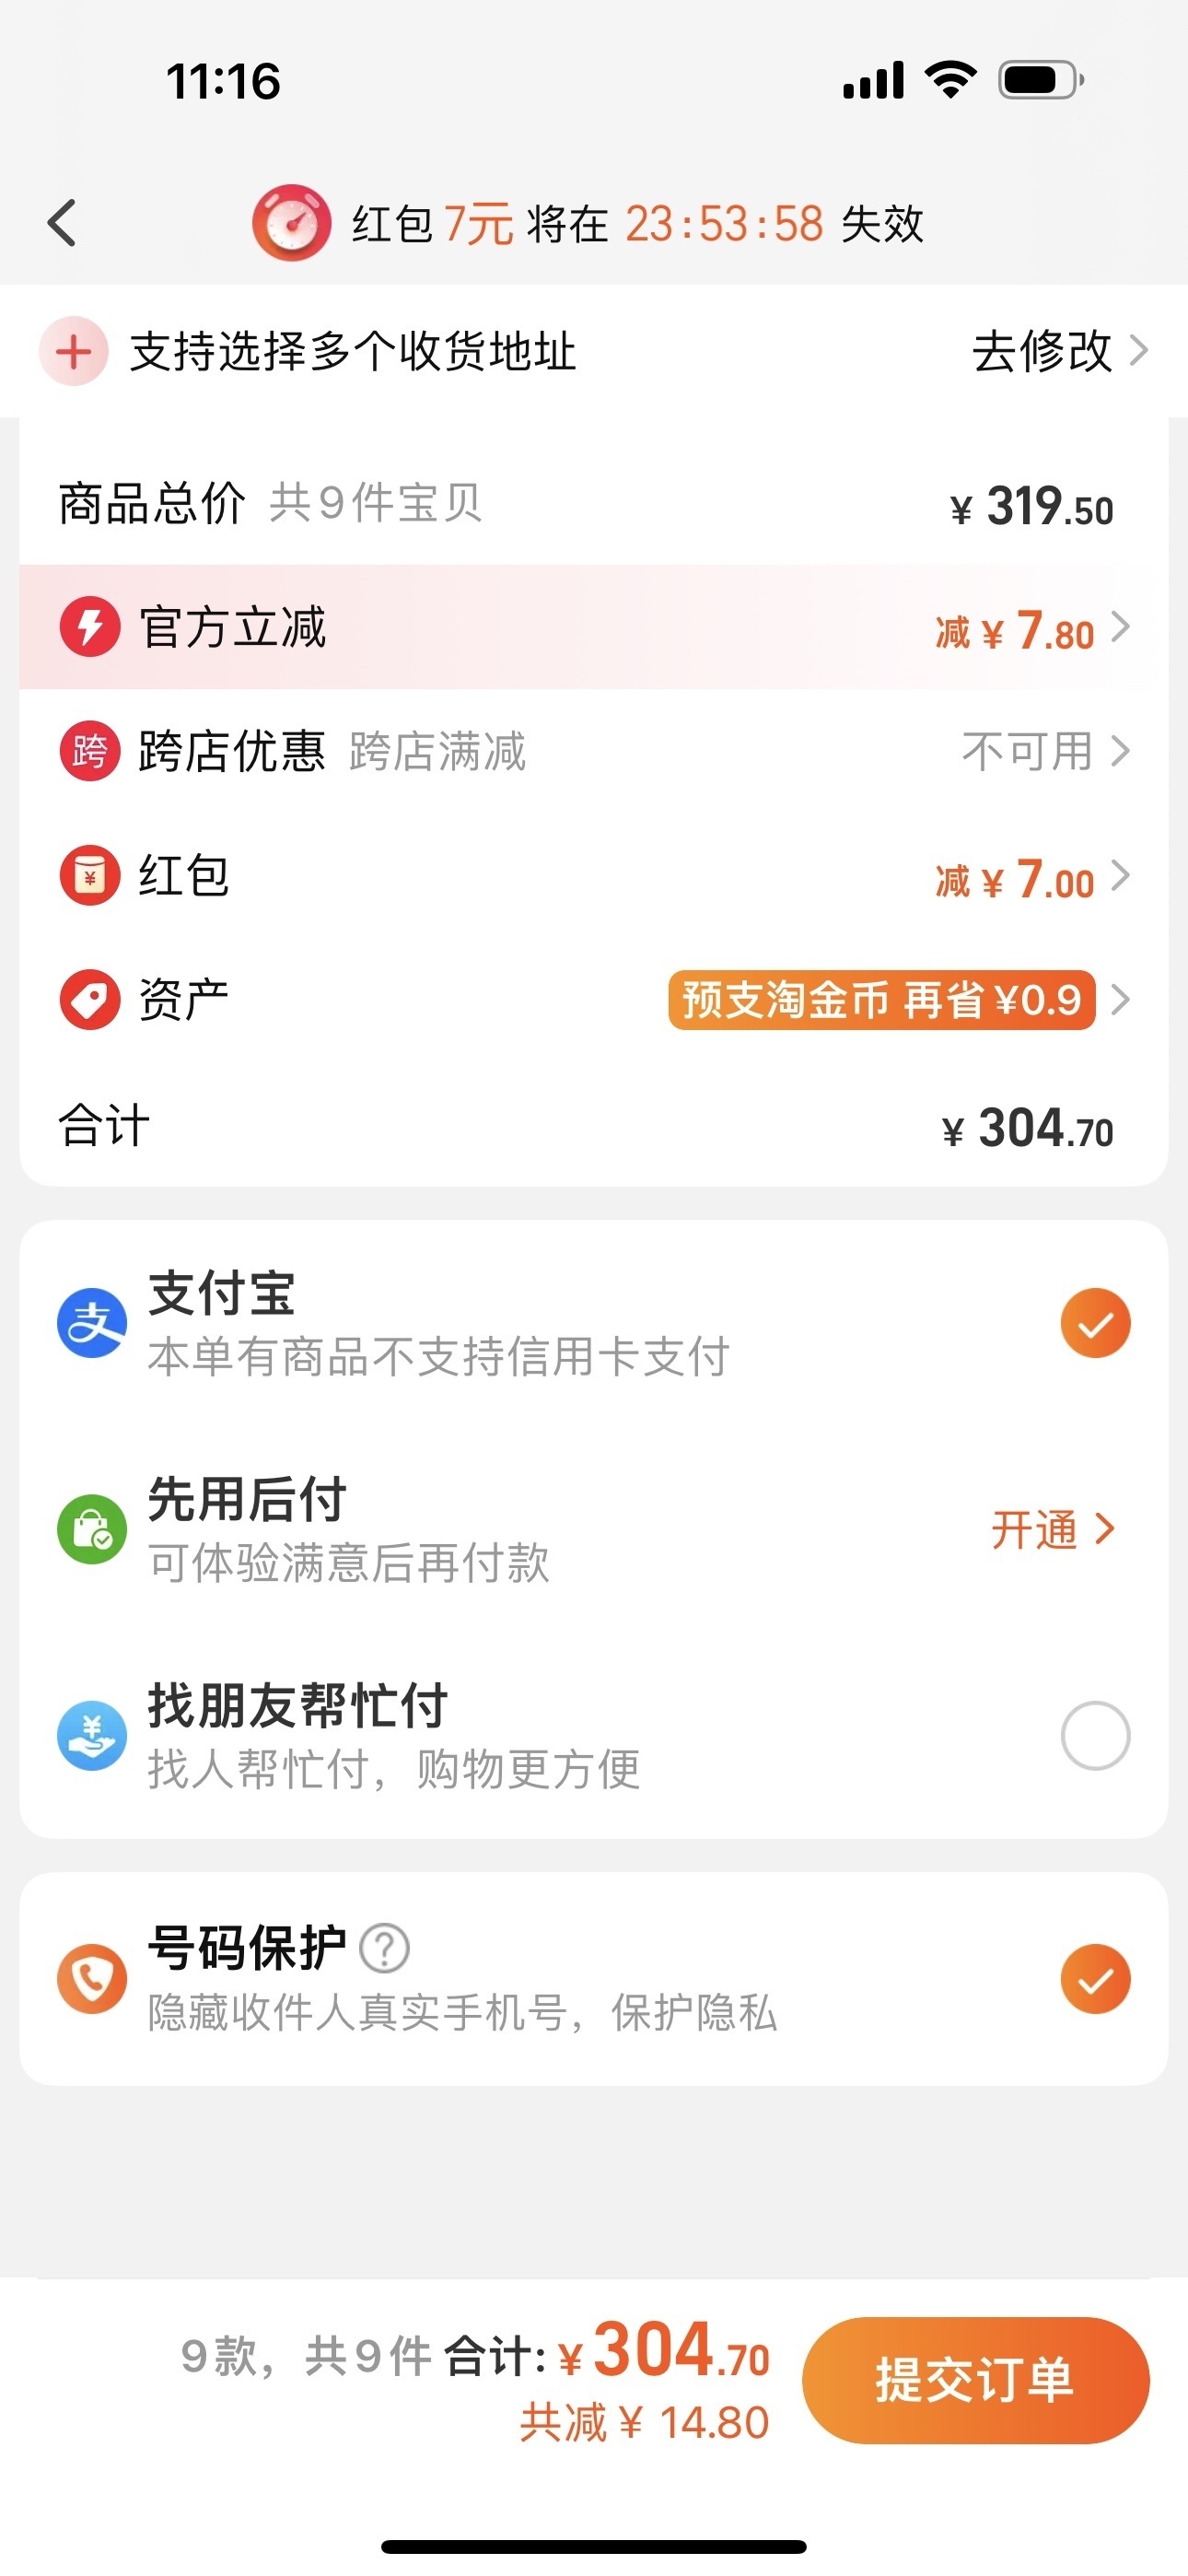 11:16
红包 7元 将在 23:53:58 失效
支持选择多个收货地址 去修改
商品总价 共9件宝贝 ¥ 319.50
官方立减 减 ¥ 7.80
跨 跨店优惠 跨店满减 不可用
¥ 红包 减 ¥ 7.00
资产 预支淘金币 再省¥0.9
合计 ¥ 304.70
支 支付宝
本单有商品不支持信用卡支付
先用后付
可体验满意后再付款
开通
¥ 找朋友帮忙付
找人帮忙付，购物更方便
号码保护 ?
隐藏收件人真实手机号，保护隐私
9款，共9件 合计: ¥ 304.70
共减 ¥ 14.80
提交订单